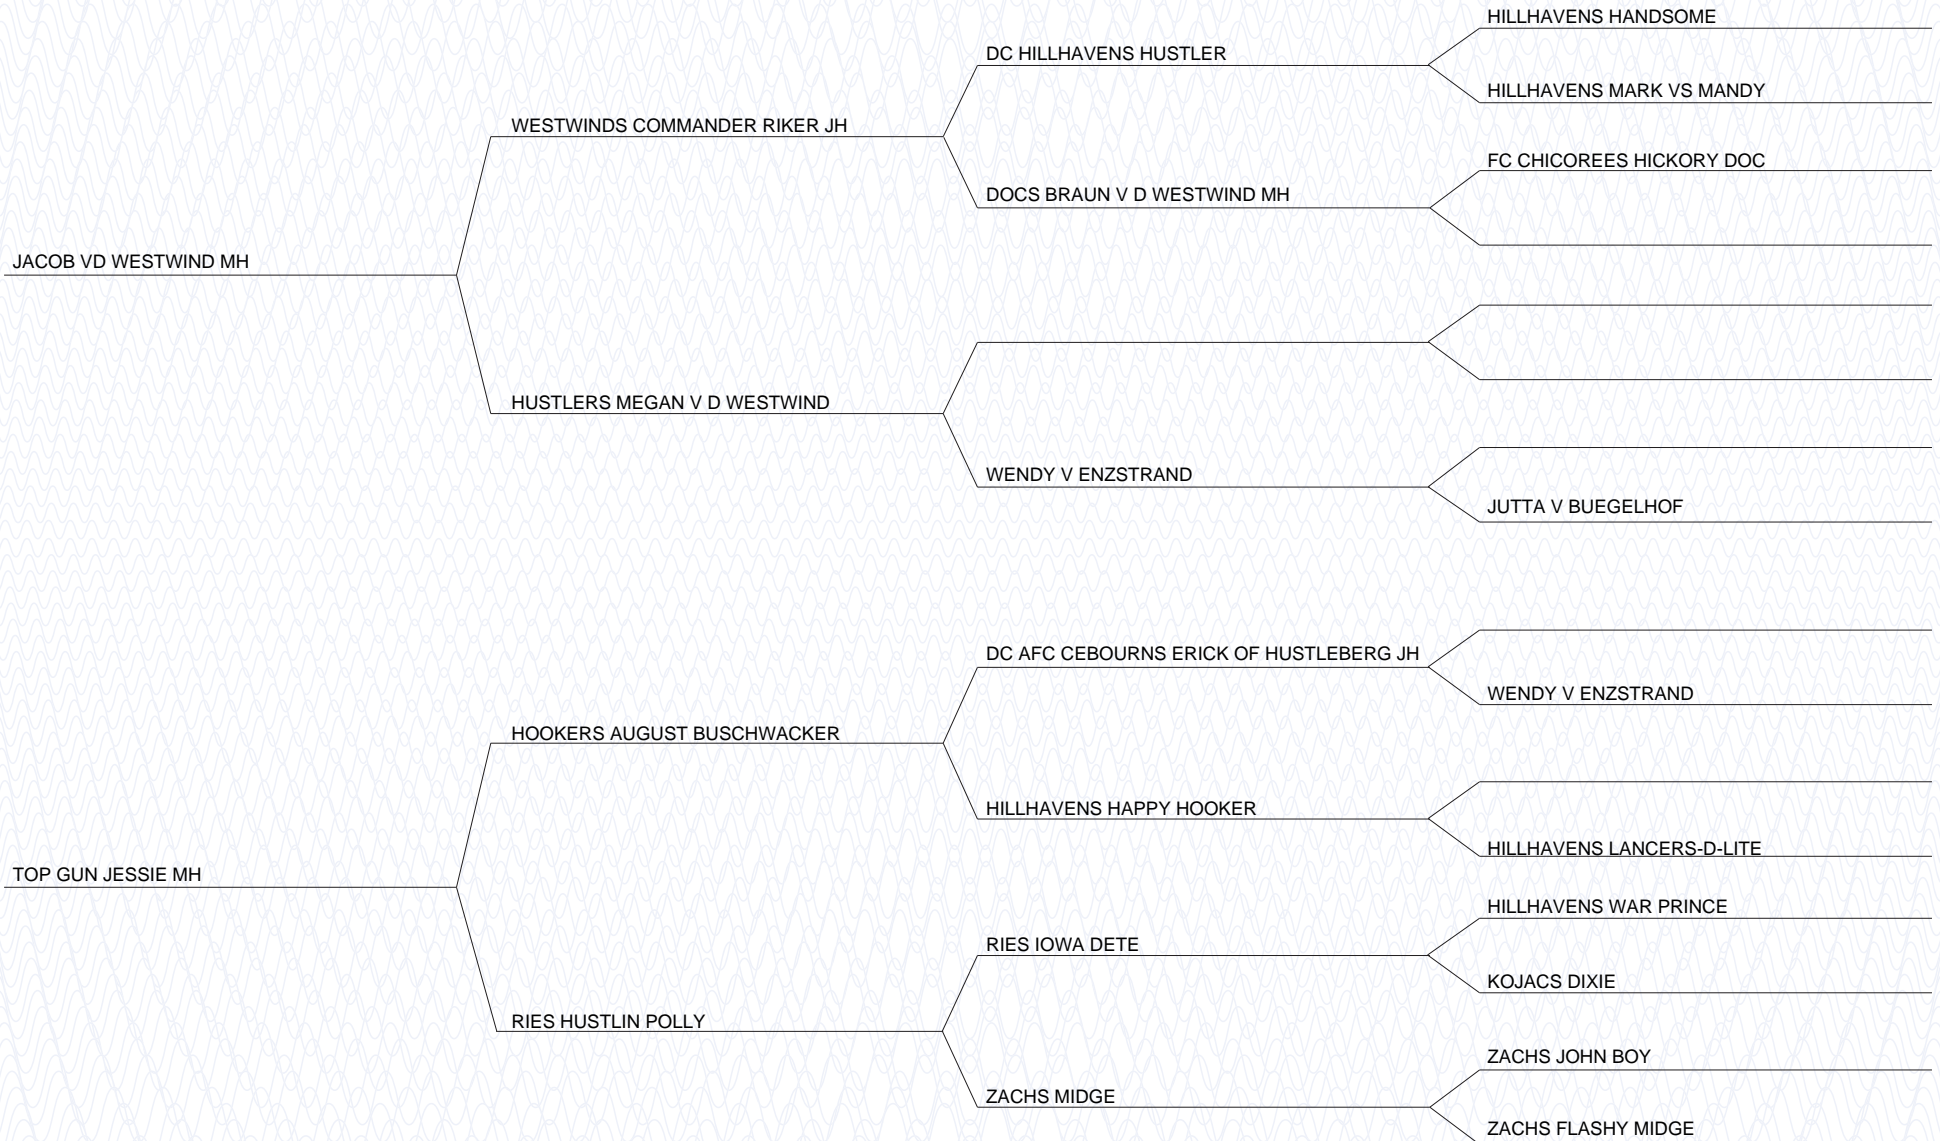 HILLHAVENS HANDSOME
DC HILLHAVENS HUSTLER
HILLHAVENS MARK VS MANDY
WESTWINDS COMMANDER RIKER JH
FC CHICOREES HICKORY DOC
DOCS BRAUN V D WESTWIND MH
JACOB VD WESTWIND MH
HUSTLERS MEGAN V D WESTWIND
WENDY V ENZSTRAND
JUTTA V BUEGELHOF
DC AFC CEBOURNS ERICK OF HUSTLEBERG JH
WENDY V ENZSTRAND
HOOKERS AUGUST BUSCHWACKER
HILLHAVENS HAPPY HOOKER
HILLHAVENS LANCERS-D-LITE
TOP GUN JESSIE MH
HILLHAVENS WAR PRINCE
RIES IOWA DETE
KOJACS DIXIE
RIES HUSTLIN POLLY
ZACHS JOHN BOY
ZACHS MIDGE
ZACHS FLASHY MIDGE